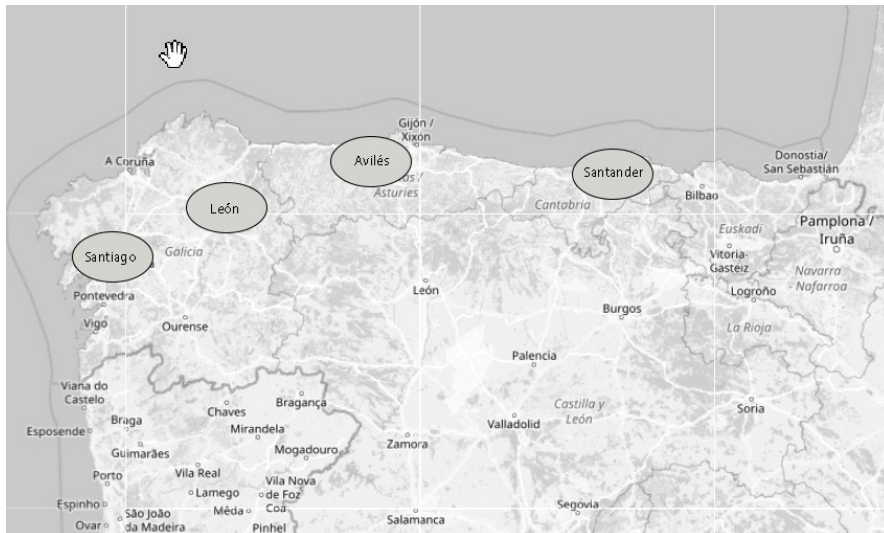 Gijón /
Xixón
A Coruña
Avilés
Donostia/
San Sebastián
Santander
as /
Asturies
Bilbao
León
Cantabria
Pamplona /
Iruña
Euskadi
Santiago
Galicia
Vitoria-
Gasteiz
Navarra
- Nafarroa
Pontevedra
León
Logroño
Vigo
Ourense
Burgos
La Rioja
Palencia
Viana do
Castelo
Chaves
Bragança
Castilla y
León
Soria
Esposende
Braga
Mirandela
Valladolid
Guimarães
Mogadouro
Zamora
Porto
Vila Real
Lamego
Vila Nova
de Foz
Coa
Espinho
São João
da Madeira
Mêda
Segovia
Ovar
Pinhel
Salamanca